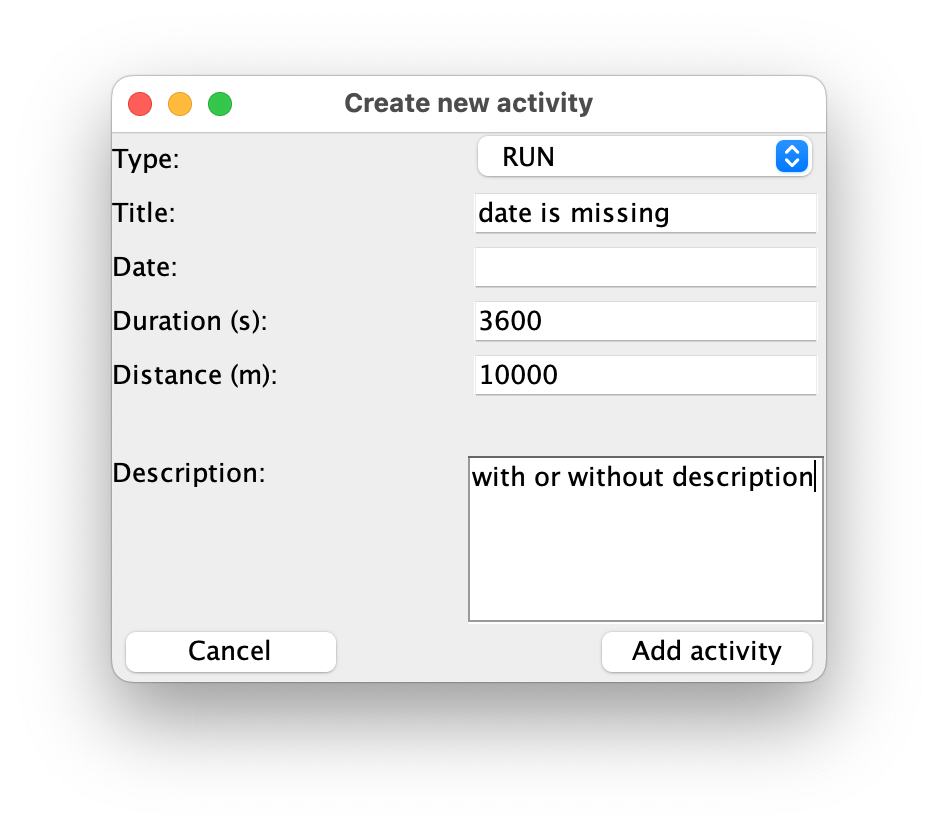 Create new activity
Type: RUN
Title: date is missing
Date:
Duration (s): 3600
Distance (m): 10000
Description: with or without description
Cancel Add activity